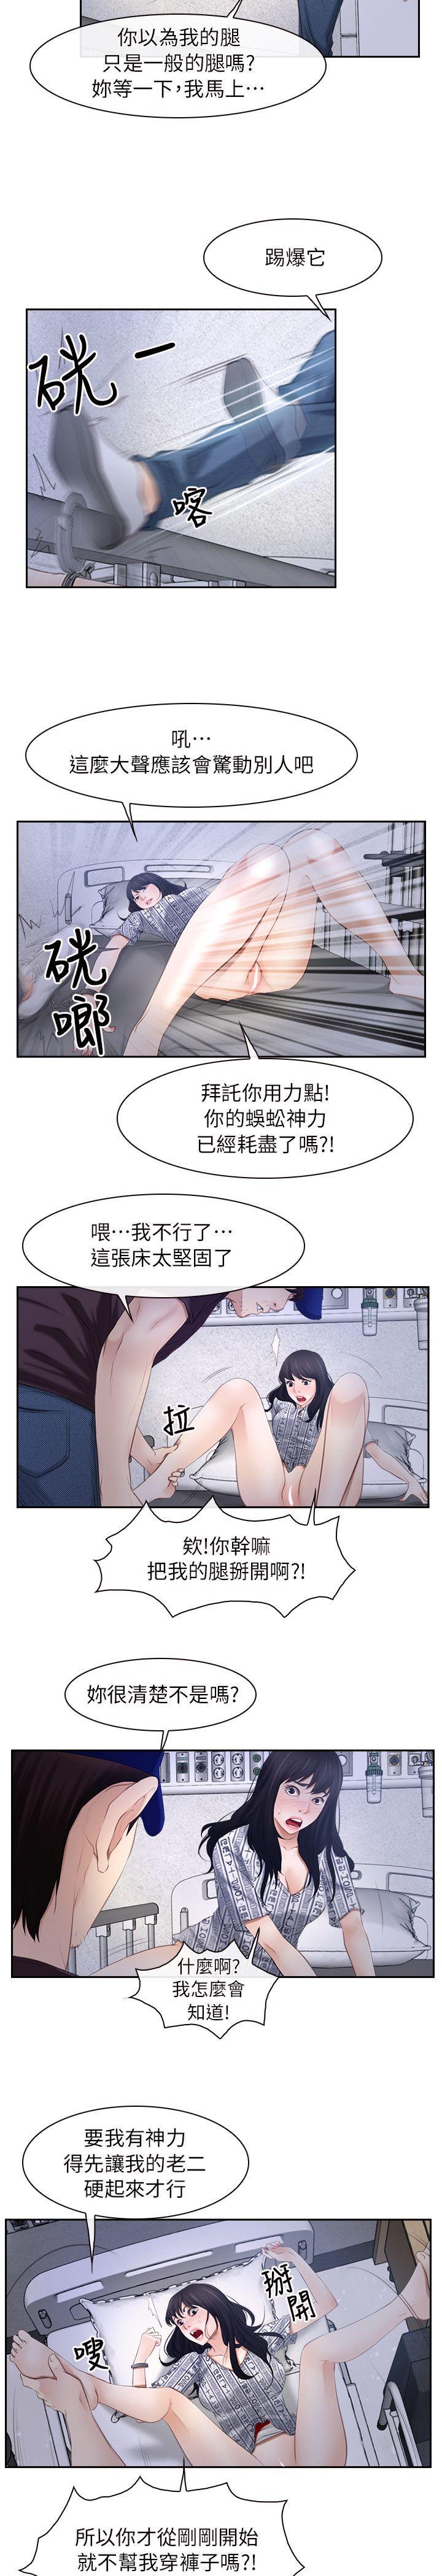 你以為我的腿
只是一般的腿嗎?
妳等一下,我馬上…
踢爆它
硄一
喀
吼…
這麼大聲應該會驚動別人吧
硄
啷
拜託你用力點!
你的蜈蚣神力
已經耗盡了嗎?!
喂…我不行了…
這張床太堅固了
拉
欸!你幹嘛
把我的腿掰開啊?!
妳很清楚不是嗎?
什麼啊?
我怎麼會
知道!
要我有神力
得先讓我的老二
硬起來才行
掰
開
嗖
所以你才從剛剛開始
就不幫我穿褲子嗎?!